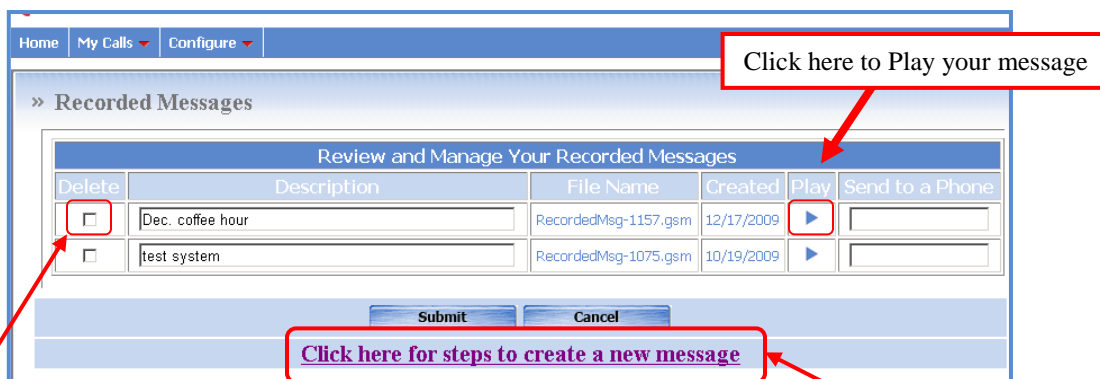 Home My Calls Configure
Click here to Play your message
» Recorded Messages
Review and Manage Your Recorded Messages
Delete Description File Name Created Play Send to a Phone
Dec. coffee hour RecordedMsg-1157.gsm 12/17/2009
test system RecordedMsg-1075.gsm 10/19/2009
Submit Cancel
Click here for steps to create a new message